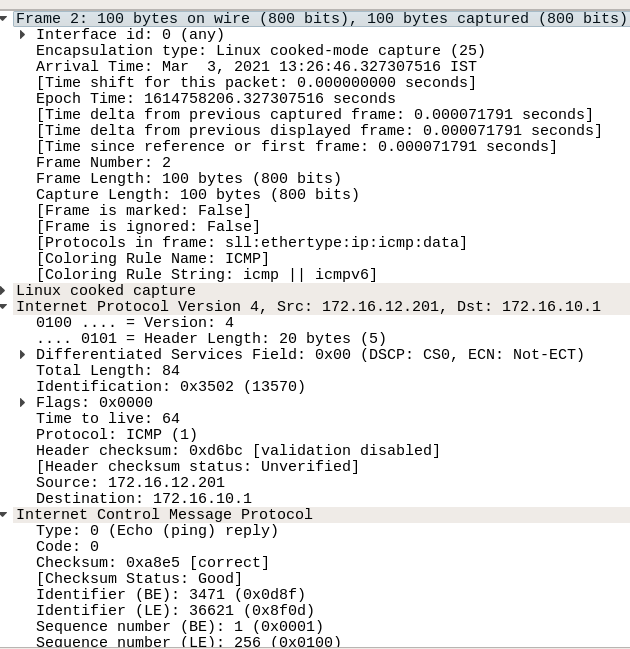 Frame 2: 100 bytes on wire (800 bits), 100 bytes captured (800 bits)
Interface id: 0 (any)
Encapsulation type: Linux cooked-mode capture (25)
Arrival Time: Mar  3, 2021 13:26:46.327307516 IST
[Time shift for this packet: 0.000000000 seconds]
Epoch Time: 1614758206.327307516 seconds
[Time delta from previous captured frame: 0.000071791 seconds]
[Time delta from previous displayed frame: 0.000071791 seconds]
[Time since reference or first frame: 0.000071791 seconds]
Frame Number: 2
Frame Length: 100 bytes (800 bits)
Capture Length: 100 bytes (800 bits)
[Frame is marked: False]
[Frame is ignored: False]
[Protocols in frame: sll:ethertype:ip:icmp:data]
[Coloring Rule Name: ICMP]
[Coloring Rule String: icmp || icmpv6]
Linux cooked capture
Internet Protocol Version 4, Src: 172.16.12.201, Dst: 172.16.10.1
0100 .... = Version: 4
.... 0101 = Header Length: 20 bytes (5)
Differentiated Services Field: 0x00 (DSCP: CS0, ECN: Not-ECT)
Total Length: 84
Identification: 0x3502 (13570)
Flags: 0x0000
Time to live: 64
Protocol: ICMP (1)
Header checksum: 0xd6bc [validation disabled]
[Header checksum status: Unverified]
Source: 172.16.12.201
Destination: 172.16.10.1
Internet Control Message Protocol
Type: 0 (Echo (ping) reply)
Code: 0
Checksum: 0xa8e5 [correct]
[Checksum Status: Good]
Identifier (BE): 3471 (0x0d8f)
Identifier (LE): 36621 (0x8f0d)
Sequence number (BE): 1 (0x0001)
Sequence number (LE): 256 (0x0100)